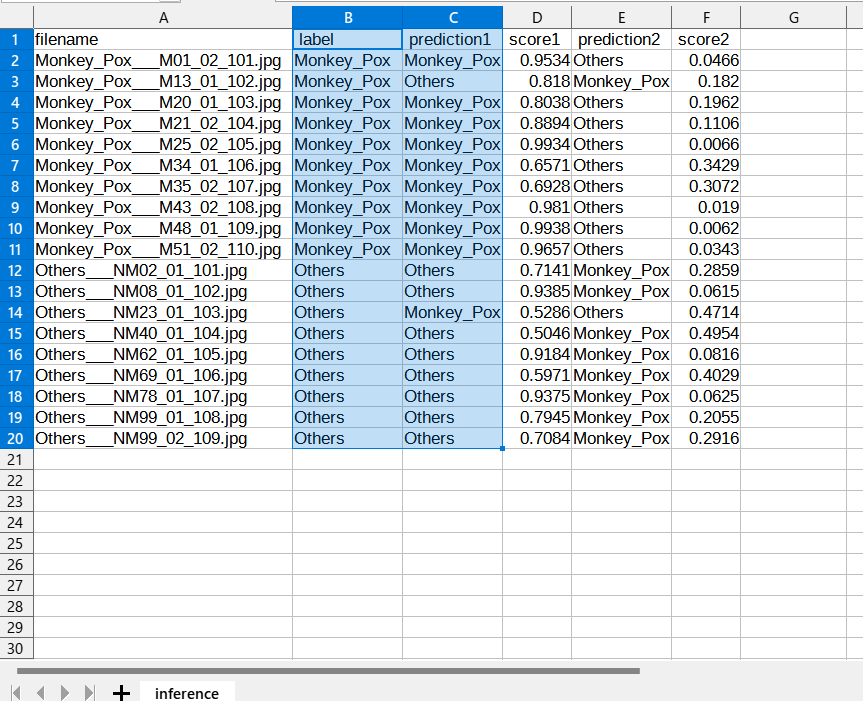 A B C D E F G
1 filename label prediction1 score1 prediction2 score2
2 Monkey_Pox___M01_02_101.jpg Monkey_Pox Monkey_Pox 0.9534 Others 0.0466
3 Monkey_Pox___M13_01_102.jpg Monkey_Pox Others 0.818 Monkey_Pox 0.182
4 Monkey_Pox___M20_01_103.jpg Monkey_Pox Monkey_Pox 0.8038 Others 0.1962
5 Monkey_Pox___M21_02_104.jpg Monkey_Pox Monkey_Pox 0.8894 Others 0.1106
6 Monkey_Pox___M25_02_105.jpg Monkey_Pox Monkey_Pox 0.9934 Others 0.0066
7 Monkey_Pox___M34_01_106.jpg Monkey_Pox Monkey_Pox 0.6571 Others 0.3429
8 Monkey_Pox___M35_02_107.jpg Monkey_Pox Monkey_Pox 0.6928 Others 0.3072
9 Monkey_Pox___M43_02_108.jpg Monkey_Pox Monkey_Pox 0.981 Others 0.019
10 Monkey_Pox___M48_01_109.jpg Monkey_Pox Monkey_Pox 0.9938 Others 0.0062
11 Monkey_Pox___M51_02_110.jpg Monkey_Pox Monkey_Pox 0.9657 Others 0.0343
12 Others___NM02_01_101.jpg Others Others 0.7141 Monkey_Pox 0.2859
13 Others___NM08_01_102.jpg Others Others 0.9385 Monkey_Pox 0.0615
14 Others___NM23_01_103.jpg Others Monkey_Pox 0.5286 Others 0.4714
15 Others___NM40_01_104.jpg Others Others 0.5046 Monkey_Pox 0.4954
16 Others___NM62_01_105.jpg Others Others 0.9184 Monkey_Pox 0.0816
17 Others___NM69_01_106.jpg Others Others 0.5971 Monkey_Pox 0.4029
18 Others___NM78_01_107.jpg Others Others 0.9375 Monkey_Pox 0.0625
19 Others___NM99_01_108.jpg Others Others 0.7945 Monkey_Pox 0.2055
20 Others___NM99_02_109.jpg Others Others 0.7084 Monkey_Pox 0.2916
21
22
23
24
25
26
27
28
29
30
inference